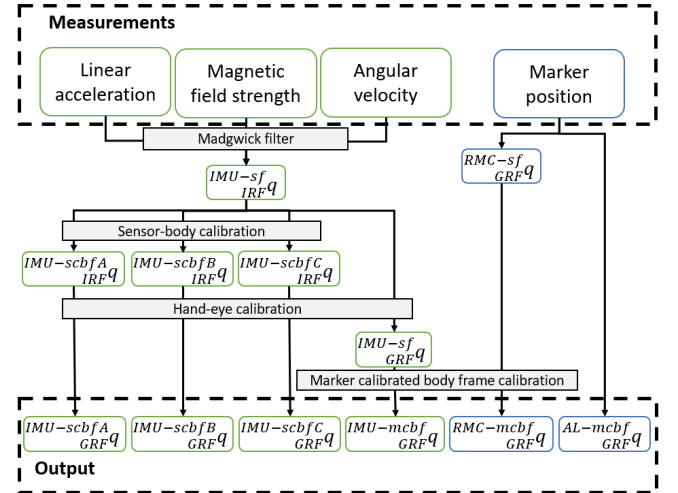 Measurements
Linear
acceleration
Magnetic
field strength
Angular
velocity
Marker
position
Madgwick filter
IMU−sf
IRF q
RMC−sf
GRF q
Sensor-body calibration
IMU−scbfA
IRF q
IMU−scbfB
IRF q
IMU−scbfC
IRF q
Hand-eye calibration
IMU−sf
GRF q
Marker calibrated body frame calibration
IMU−scbfA
GRF q
IMU−scbfB
GRF q
IMU−scbfC
GRF q
IMU−mcbf
GRF q
RMC−mcbf
GRF q
AL−mcbf
GRF q
Output